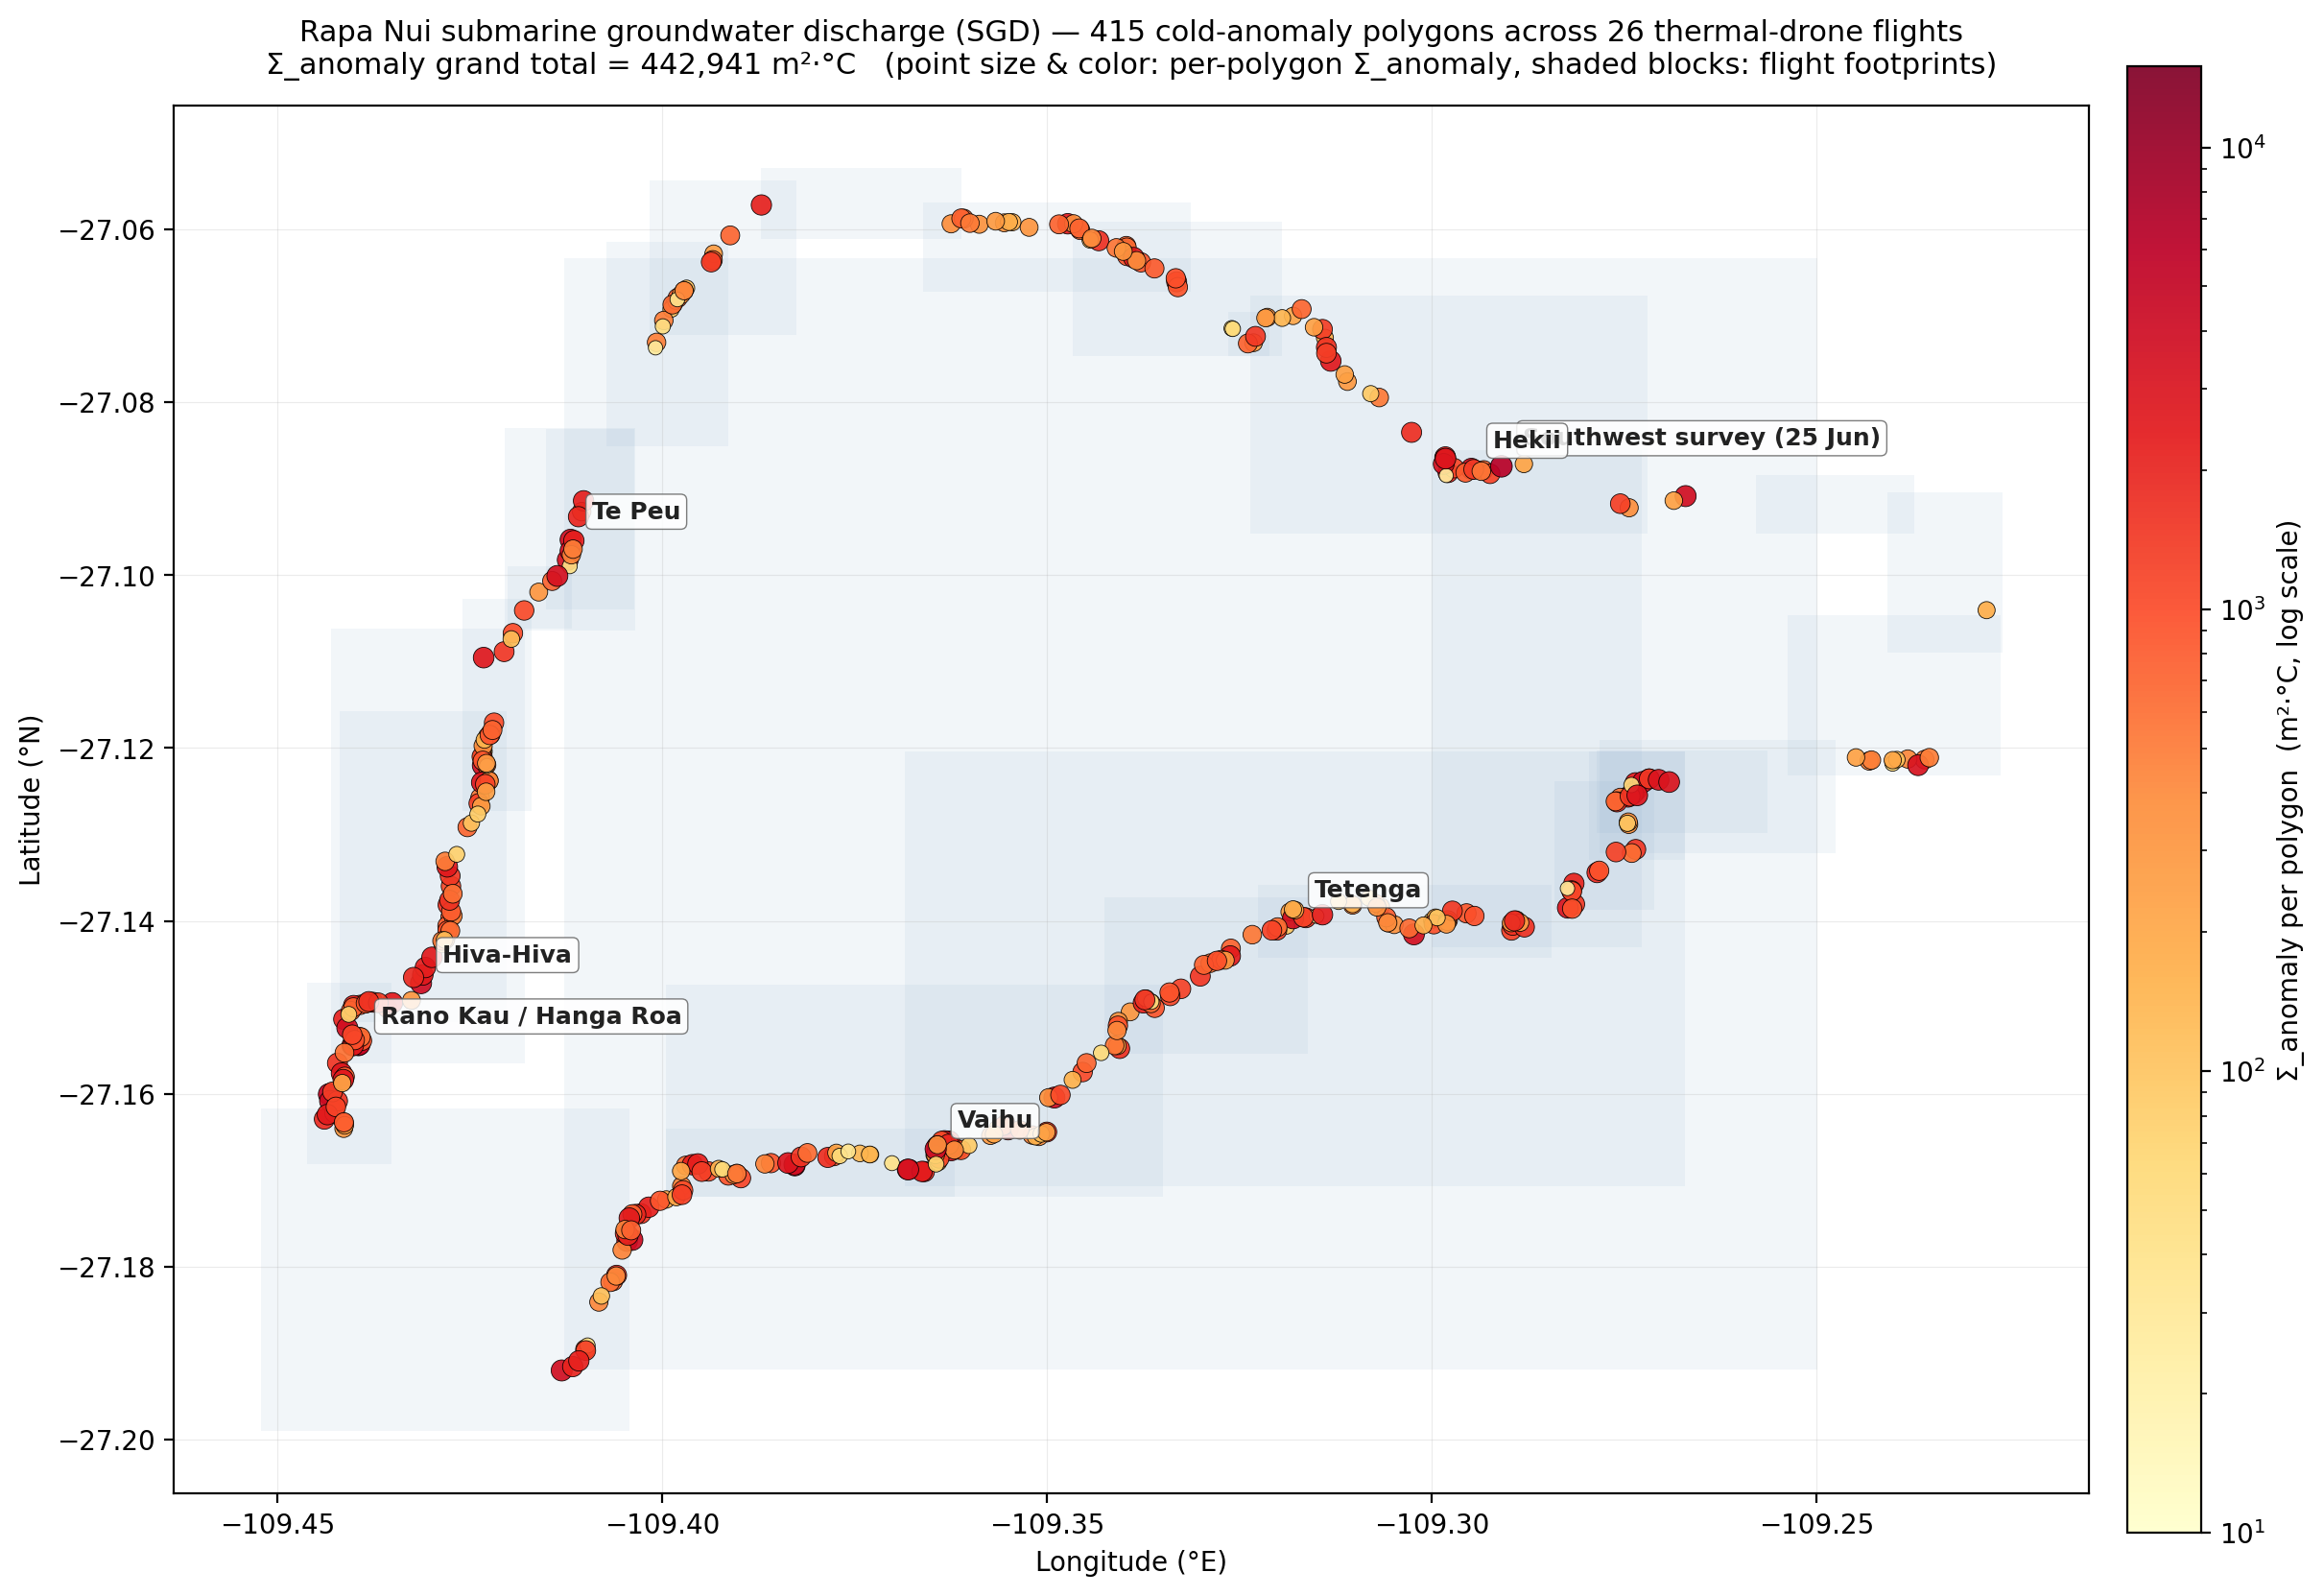 Rapa Nui submarine groundwater discharge (SGD) — 415 cold-anomaly polygons across 26 thermal-drone flights
Σ_anomaly grand total = 442,941 m²·°C   (point size & color: per-polygon Σ_anomaly, shaded blocks: flight footprints)
Latitude (°N)
−27.06
−27.08
−27.10
−27.12
−27.14
−27.16
−27.18
−27.20
Hekii
uthwest survey (25 Jun)
Te Peu
Tetenga
Hiva-Hiva
Rano Kau / Hanga Roa
Vaihu
−109.45
−109.40
−109.35
−109.30
−109.25
Longitude (°E)
10⁴
10³
10²
10¹
Σ_anomaly per polygon  (m²·°C, log scale)